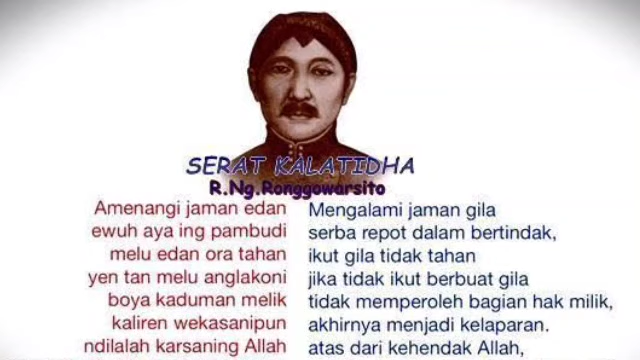 SERAT KALATIDHA
R.Ng.Ronggowarsito
Amenangi jaman edan
ewuh aya ing pambudi
melu edan ora tahan
yen tan melu anglakoni
boya kaduman melik
kaliren wekasanipun
ndilalah karsaning Allah
Mengalami jaman gila
serba repot dalam bertindak,
ikut gila tidak tahan
jika tidak ikut berbuat gila
tidak memperoleh bagian hak milik,
akhirnya menjadi kelaparan.
atas dari kehendak Allah,